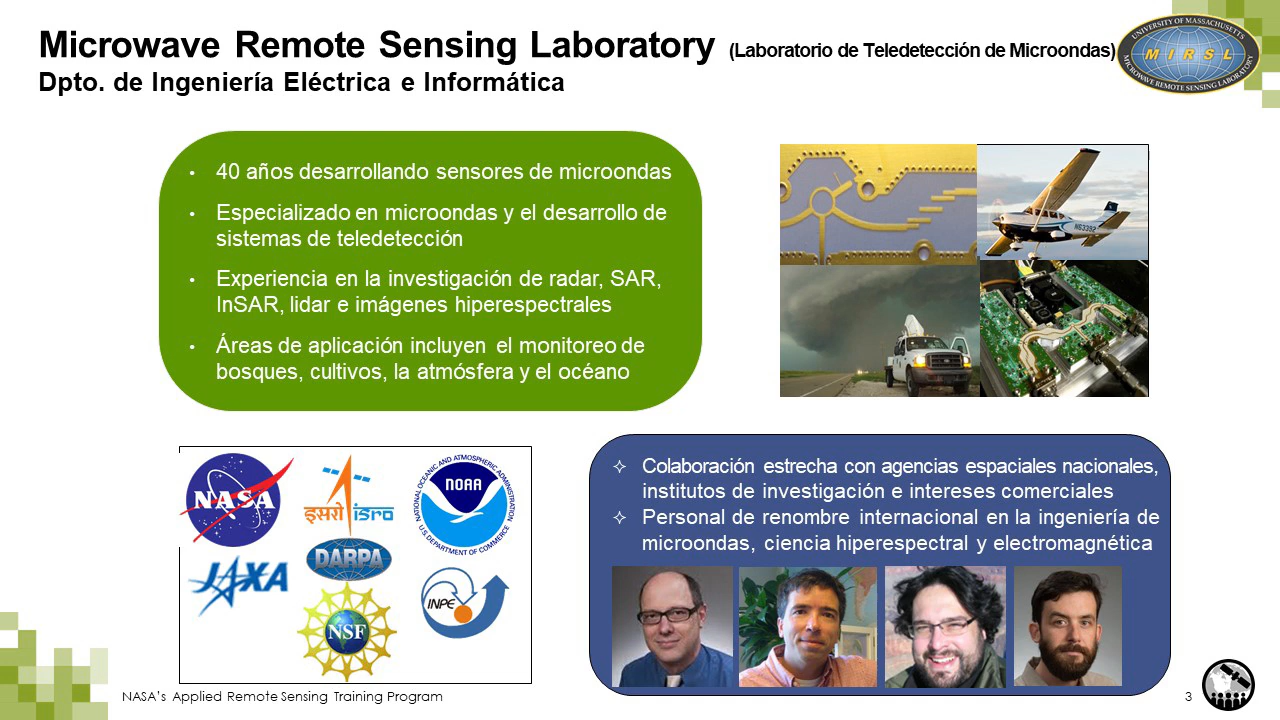 Microwave Remote Sensing Laboratory (Laboratorio de Teledetección de Microondas)
Dpto. de Ingeniería Eléctrica e Informática
UNIVERSITY OF MASSACHUSETTS
MIRSL
MICROWAVE REMOTE SENSING LABORATORY
• 40 años desarrollando sensores de microondas
• Especializado en microondas y el desarrollo de
sistemas de teledetección
• Experiencia en la investigación de radar, SAR,
InSAR, lidar e imágenes hiperespectrales
• Áreas de aplicación incluyen el monitoreo de
bosques, cultivos, la atmósfera y el océano
NASA
इसरो isro
NATIONAL OCEANIC AND ATMOSPHERIC ADMINISTRATION
NOAA
U.S. DEPARTMENT OF COMMERCE
DARPA
JAXA
INPE
NSF
✧ Colaboración estrecha con agencias espaciales nacionales,
institutos de investigación e intereses comerciales
✧ Personal de renombre internacional en la ingeniería de
microondas, ciencia hiperespectral y electromagnética
NASA's Applied Remote Sensing Training Program
3